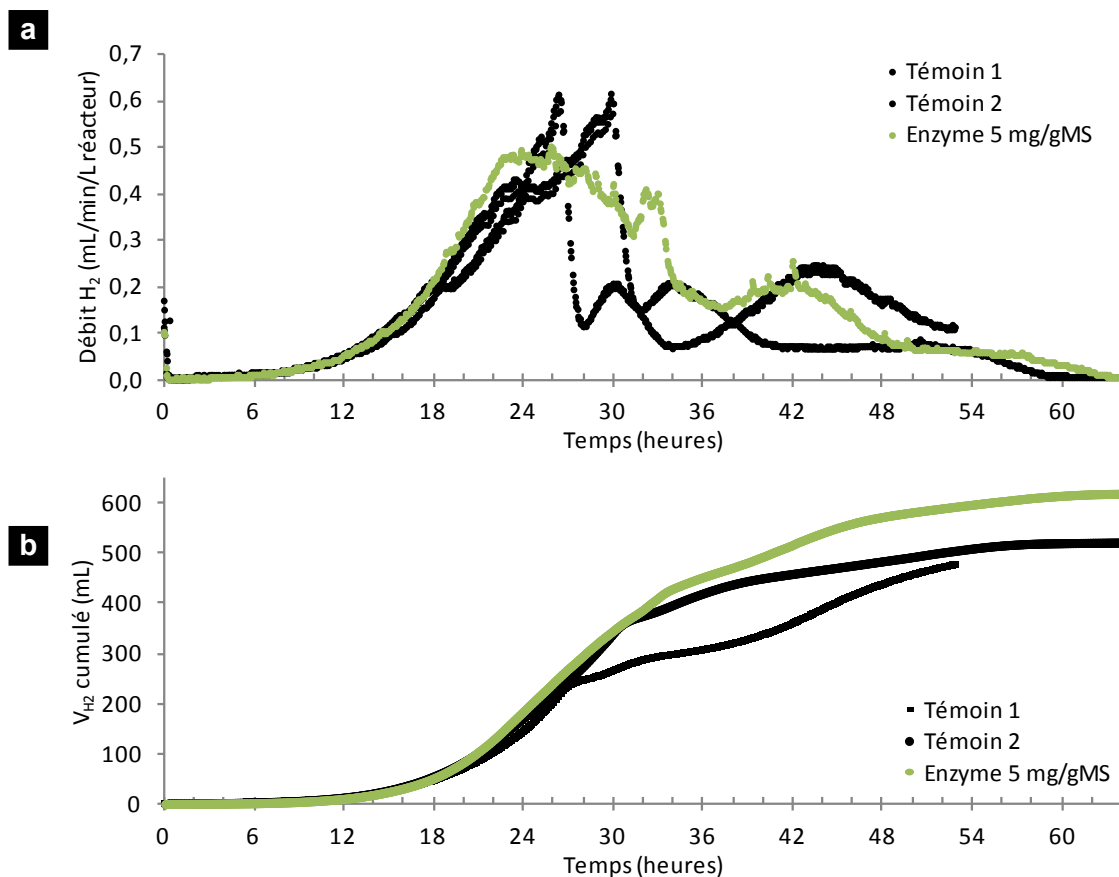 a
Débit H2 (mL/min/L réacteur)
0,7
0,6
0,5
0,4
0,3
0,2
0,1
0,0
Témoin 1
Témoin 2
Enzyme 5 mg/gMS
0 6 12 18 24 30 36 42 48 54 60
Temps (heures)
b
VH2 cumulé (mL)
600
500
400
300
200
100
0
Témoin 1
Témoin 2
Enzyme 5 mg/gMS
0 6 12 18 24 30 36 42 48 54 60
Temps (heures)